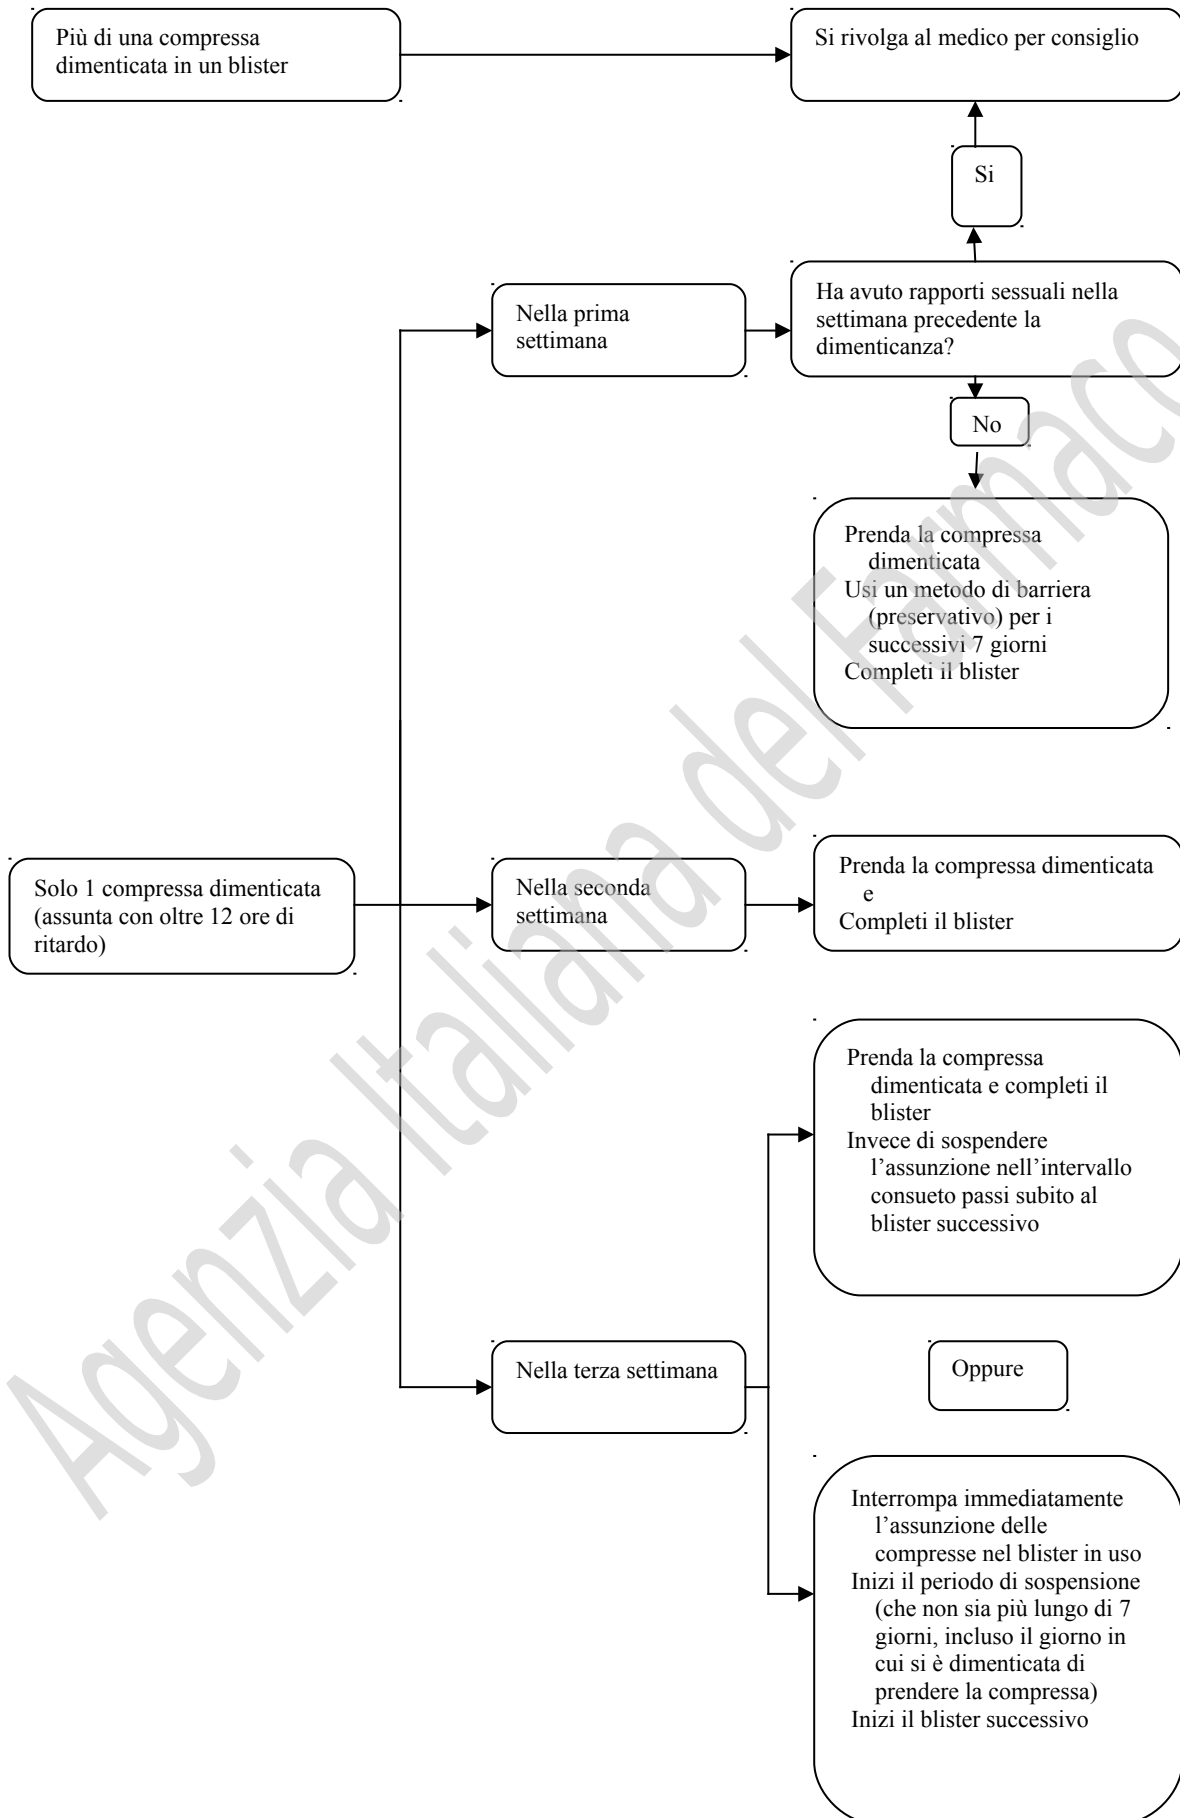 Più di una compressa
dimenticata in un blister
Si rivolga al medico per consiglio
Si
Ha avuto rapporti sessuali nella
settimana precedente la
dimenticanza?
Nella prima
settimana
No
Prenda la compressa
dimenticata
Usi un metodo di barriera
(preservativo) per i
successivi 7 giorni
Completi il blister
Solo 1 compressa dimenticata
(assunta con oltre 12 ore di
ritardo)
Nella seconda
settimana
Prenda la compressa dimenticata
e
Completi il blister
Prenda la compressa
dimenticata e completi il
blister
Invece di sospendere
l’assunzione nell’intervallo
consueto passi subito al
blister successivo
Nella terza settimana
Oppure
Interrompa immediatamente
l’assunzione delle
compresse nel blister in uso
Inizi il periodo di sospensione
(che non sia più lungo di 7
giorni, incluso il giorno in
cui si è dimenticata di
prendere la compressa)
Inizi il blister successivo
Agenzia Italiana del Farmaco